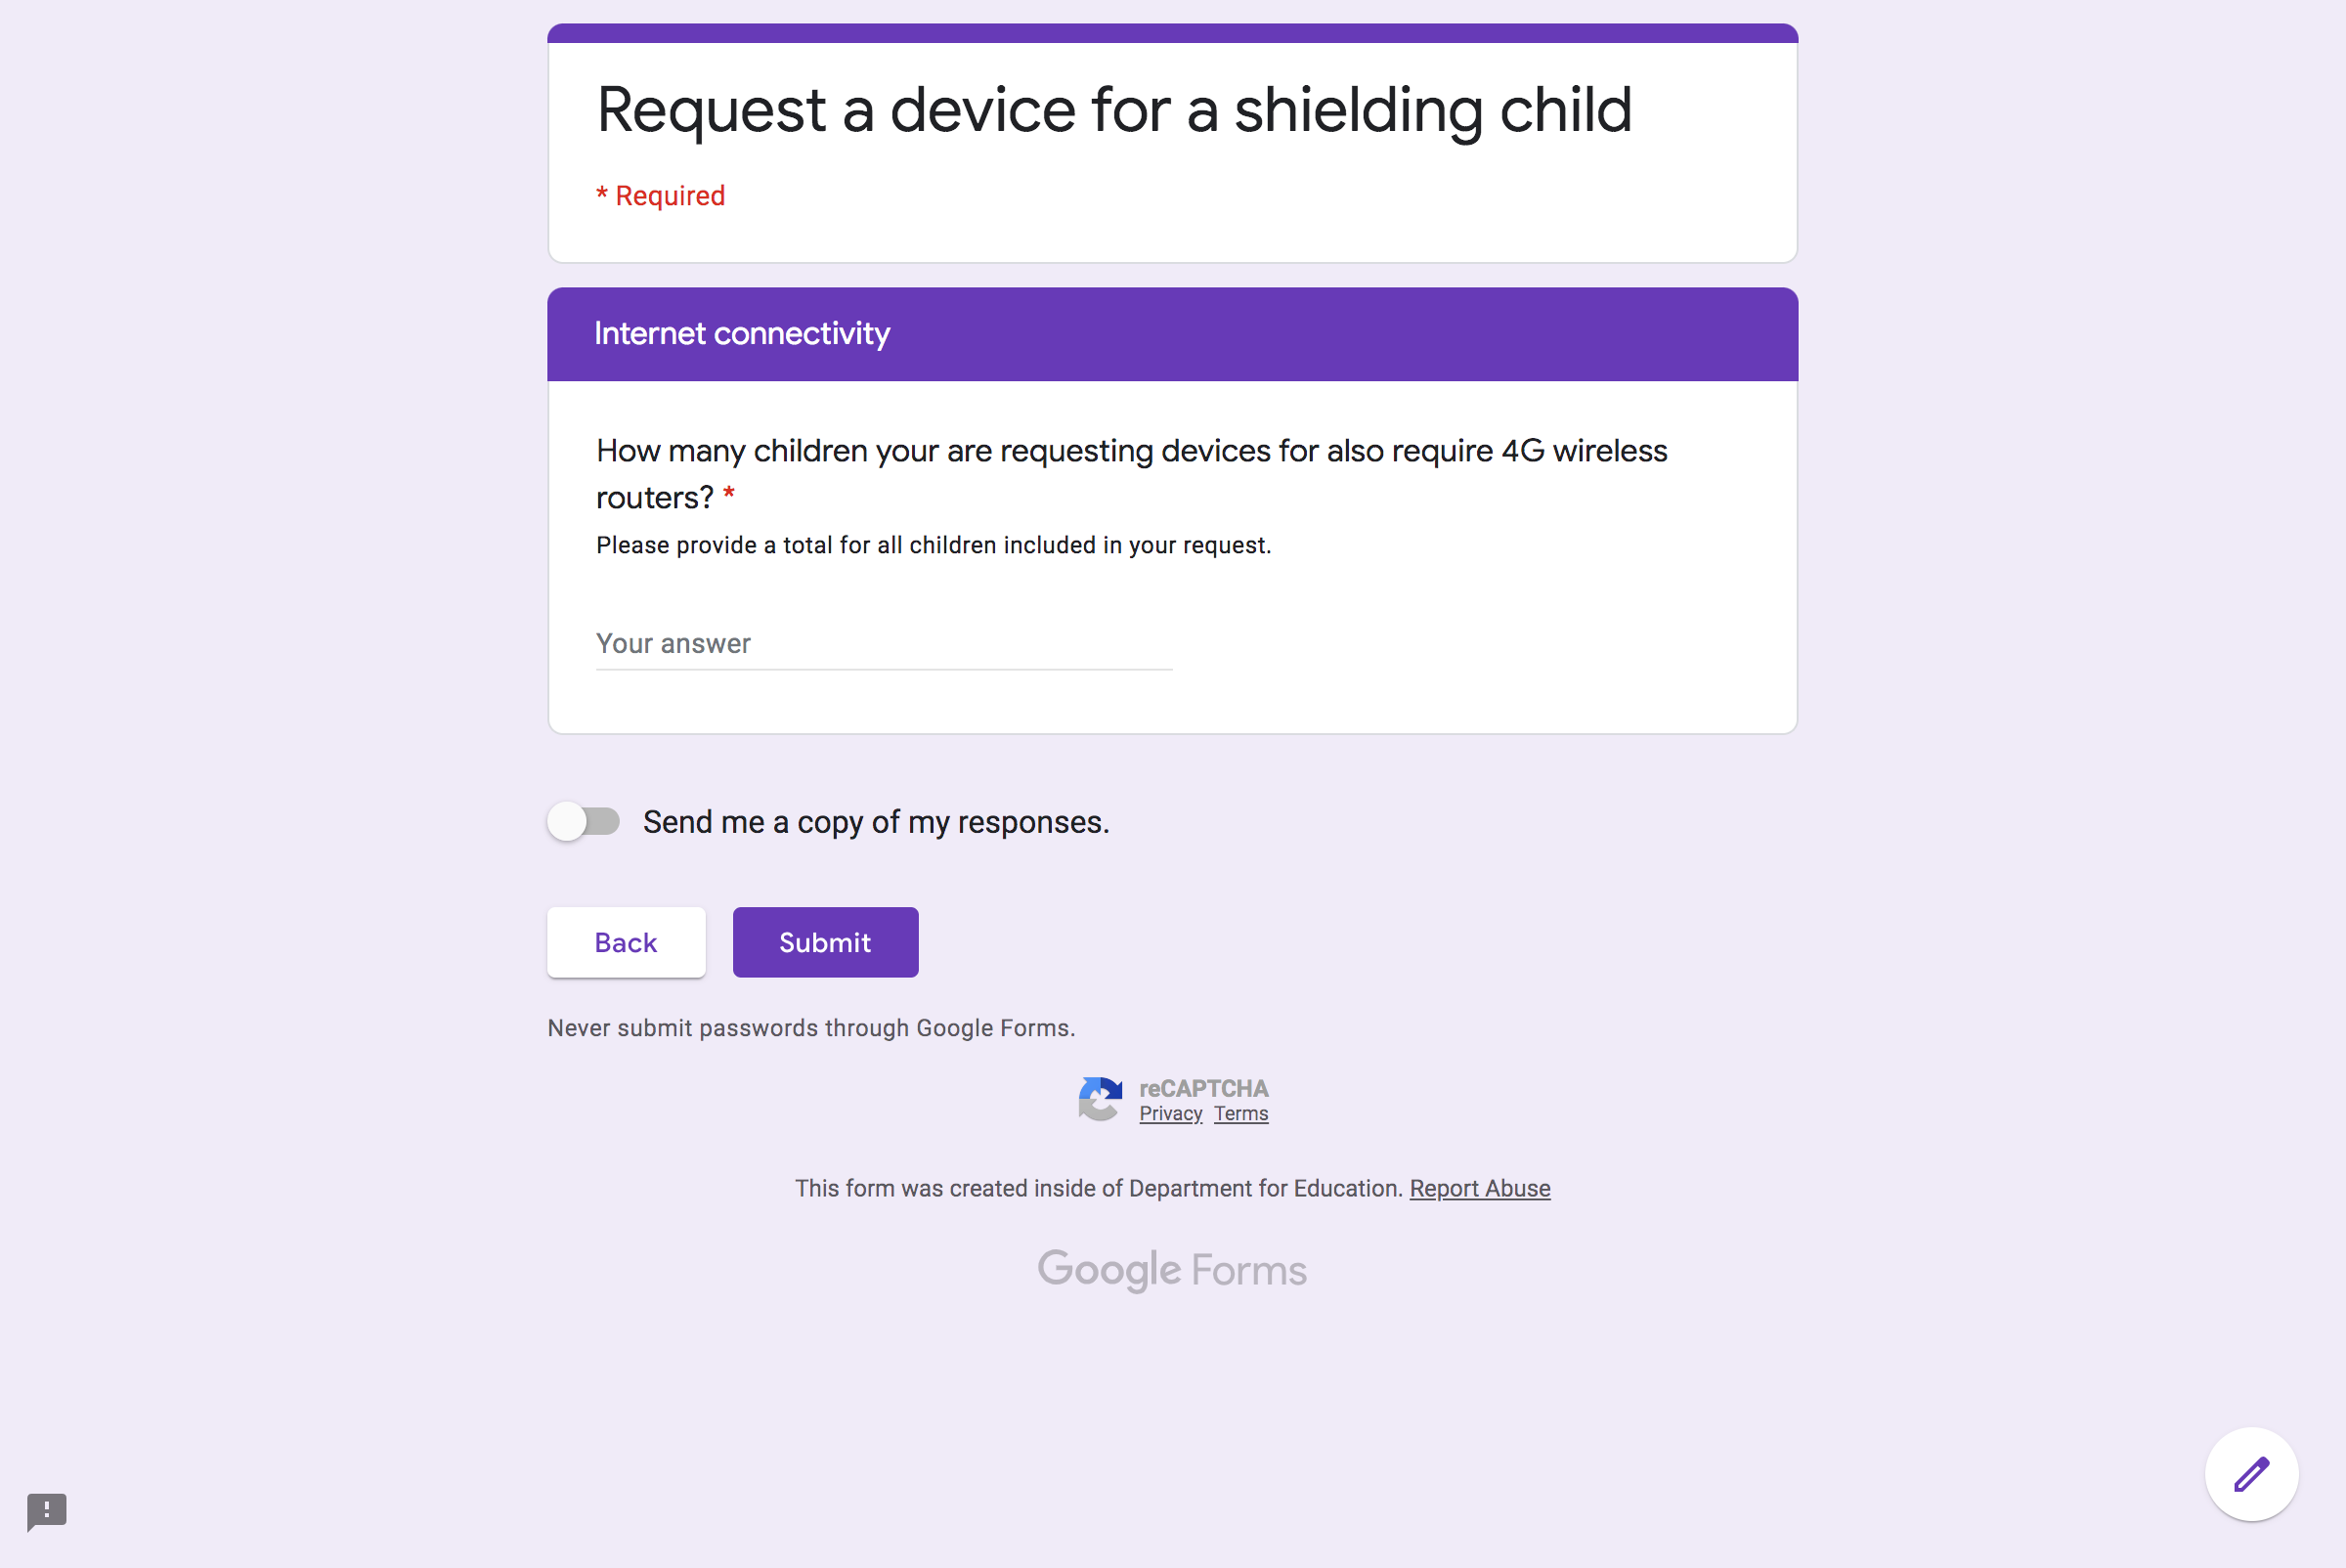 Request a device for a shielding child
* Required
Internet connectivity
How many children your are requesting devices for also require 4G wireless
routers? *
Please provide a total for all children included in your request.
Your answer
Send me a copy of my responses.
Back
Submit
Never submit passwords through Google Forms.
reCAPTCHA
Privacy Terms
This form was created inside of Department for Education. Report Abuse
Google Forms